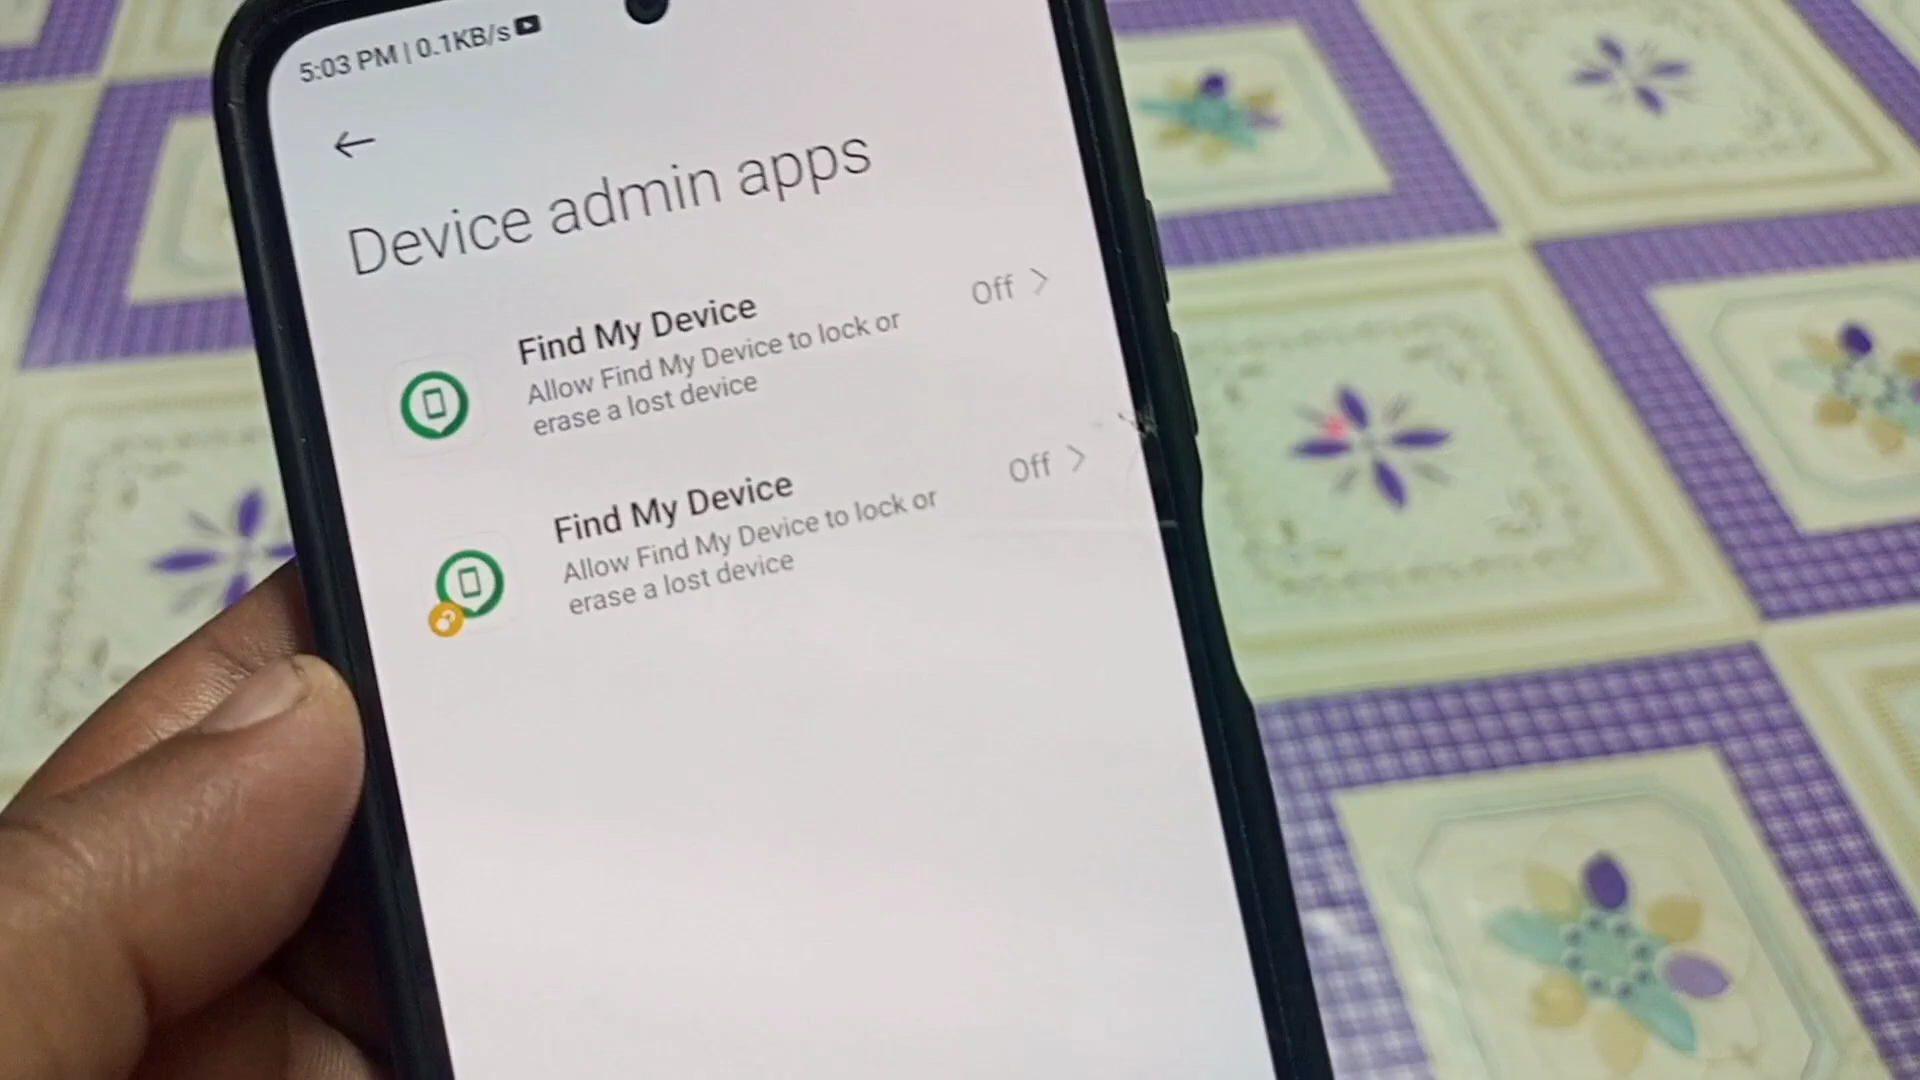 5:03 PM | 0.1KB/s
Device admin apps
Find My Device
Allow Find My Device to lock or
erase a lost device
Off
Find My Device
Allow Find My Device to lock or
erase a lost device
Off